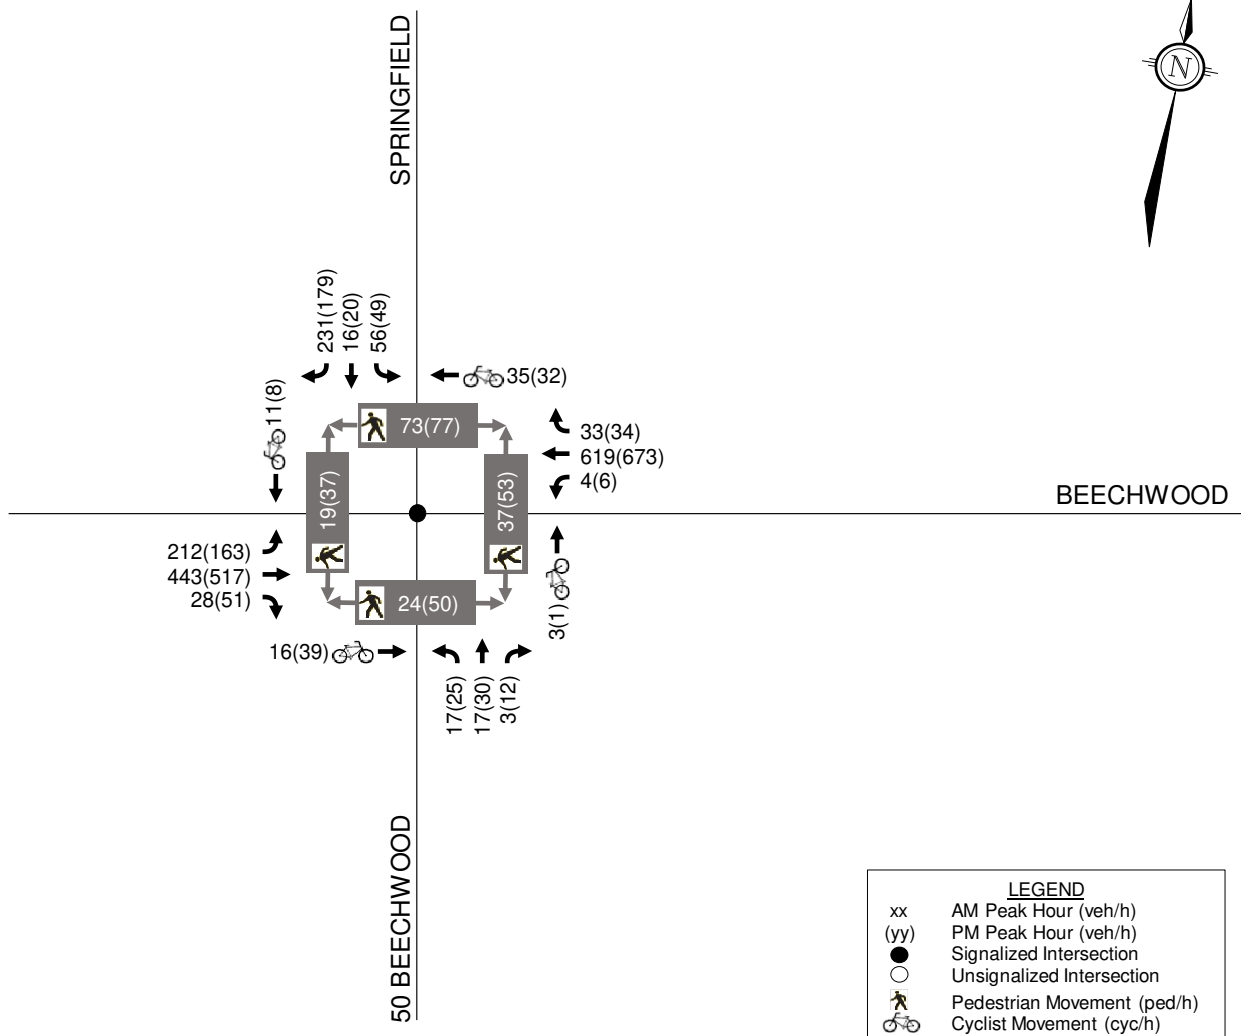 SPRINGFIELD
N
231(179)
16(20)
56(49)
35(32)
11(8)
73(77)
33(34)
619(673)
4(6)
19(37)
37(53)
BEECHWOOD
212(163)
443(517)
28(51)
24(50)
3(1)
16(39)
17(25)
17(30)
3(12)
50 BEECHWOOD
LEGEND
xx AM Peak Hour (veh/h)
(yy) PM Peak Hour (veh/h)
Signalized Intersection
Unsignalized Intersection
Pedestrian Movement (ped/h)
Cyclist Movement (cyc/h)